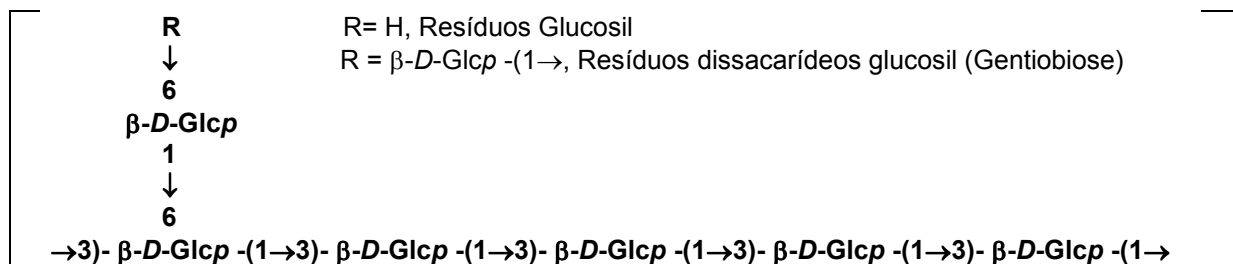 R R= H, Resíduos Glucosil
↓ R = β-D-Glcp -(1→, Resíduos dissacarídeos glucosil (Gentiobiose)
6
β-D-Glcp
1
↓
6
→3)- β-D-Glcp -(1→3)- β-D-Glcp -(1→3)- β-D-Glcp -(1→3)- β-D-Glcp -(1→3)- β-D-Glcp -(1→